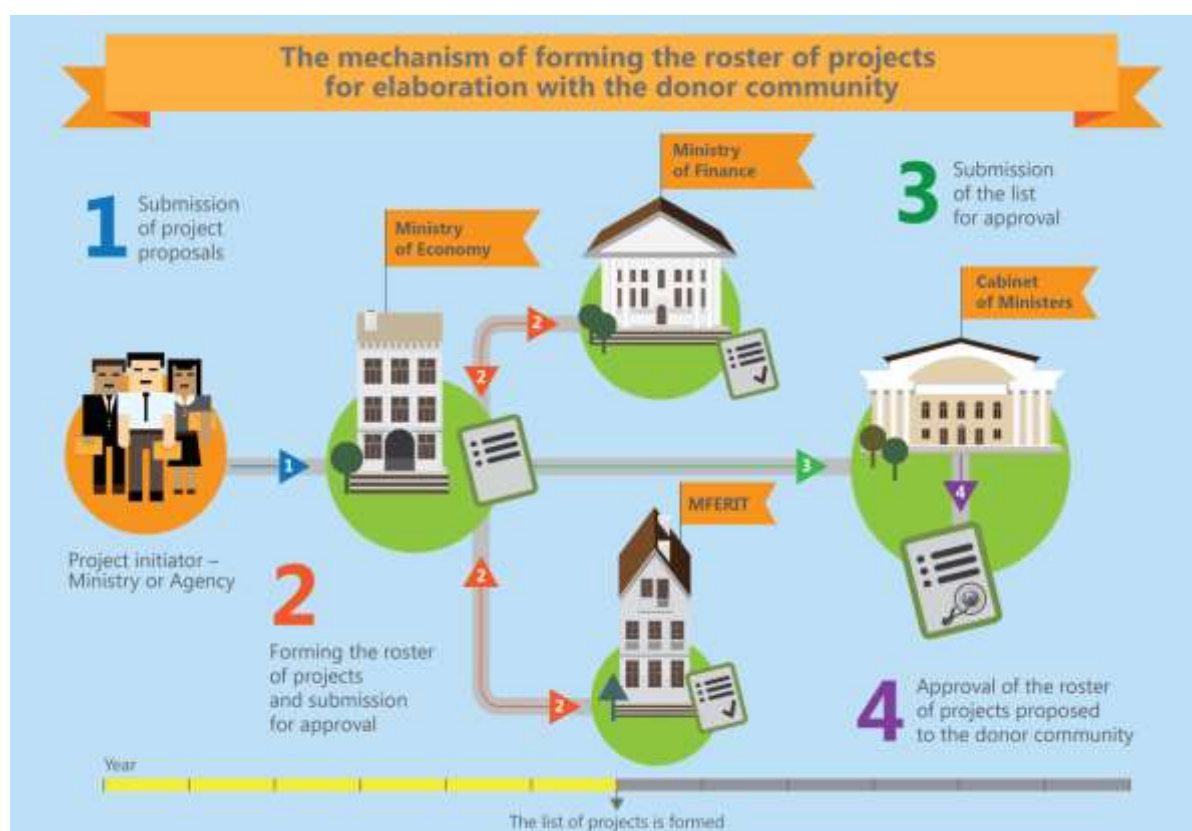 The mechanism of forming the roster of projects
for elaboration with the donor community
1
Submission
of project
proposals
Ministry
of Economy
Ministry
of Finance
3
Submission
of the list
for approval
Cabinet
of Ministers
2
2
1
3
4
MFERIT
2
2
Project initiator –
Ministry or Agency
2
Forming the roster
of projects
and submission
for approval
4
Approval of the roster
of projects proposed
to the donor community
Year
The list of projects is formed